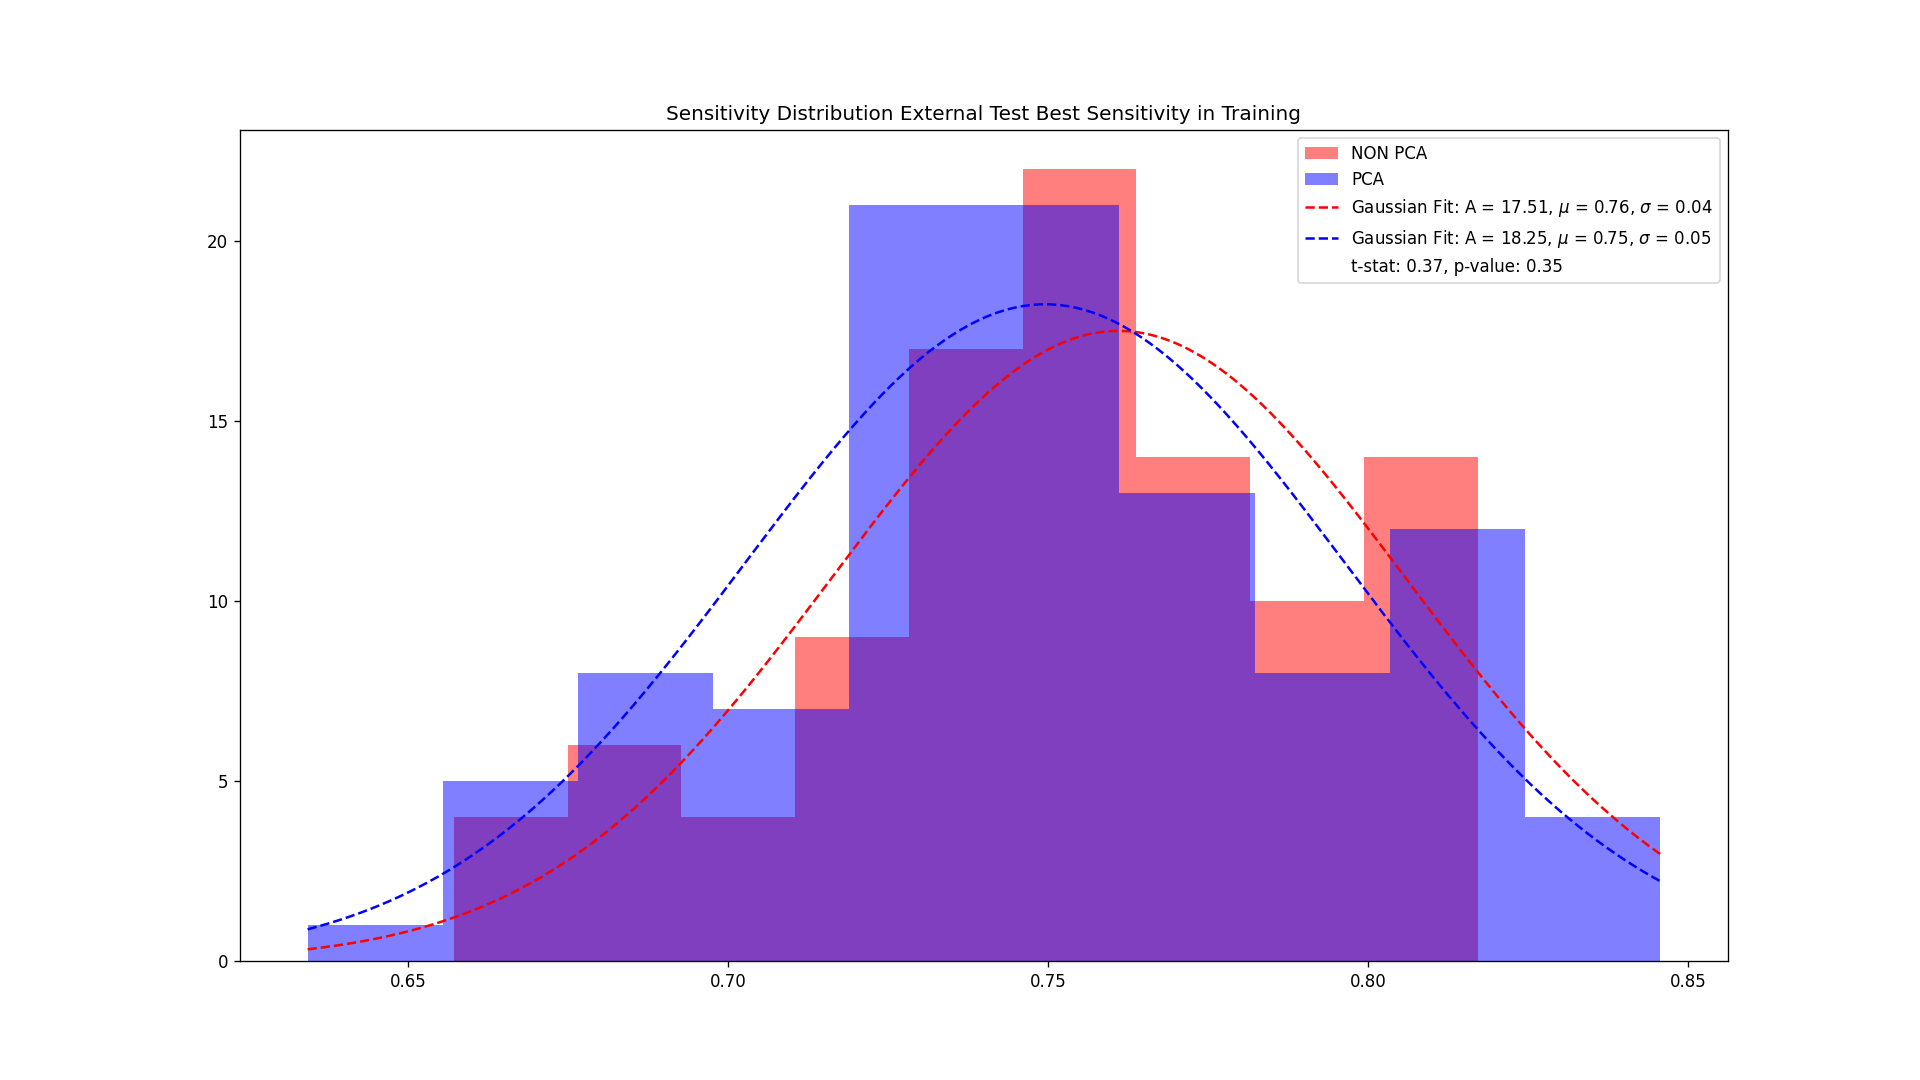 Sensitivity Distribution External Test Best Sensitivity in Training
NON PCA
PCA
Gaussian Fit: A = 17.51, μ = 0.76, σ = 0.04
Gaussian Fit: A = 18.25, μ = 0.75, σ = 0.05
t-stat: 0.37, p-value: 0.35
20
15
10
5
0
0.65 0.70 0.75 0.80 0.85